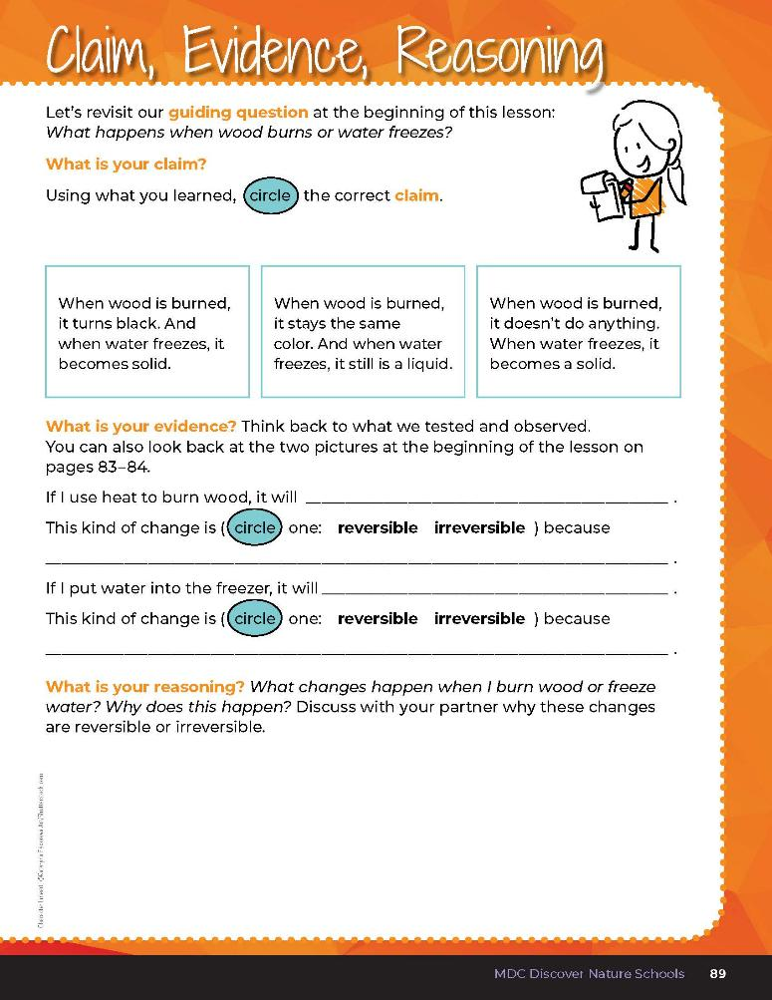 Claim, Evidence, Reasoning
Let's revisit our guiding question at the beginning of this lesson:
What happens when wood burns or water freezes?
What is your claim?
Using what you learned, circle the correct claim.
When wood is burned,
it turns black. And
when water freezes, it
becomes solid.
When wood is burned,
it stays the same
color. And when water
freezes, it still is a liquid.
When wood is burned,
it doesn't do anything.
When water freezes, it
becomes a solid.
What is your evidence? Think back to what we tested and observed.
You can also look back at the two pictures at the beginning of the lesson on
pages 83–84.
If I use heat to burn wood, it will ______________________________ .
This kind of change is ( circle one: reversible irreversible ) because
______________________________ .
If I put water into the freezer, it will ______________________________ .
This kind of change is ( circle one: reversible irreversible ) because
______________________________ .
What is your reasoning? What changes happen when I burn wood or freeze
water? Why does this happen? Discuss with your partner why these changes
are reversible or irreversible.
MDC Discover Nature Schools 89